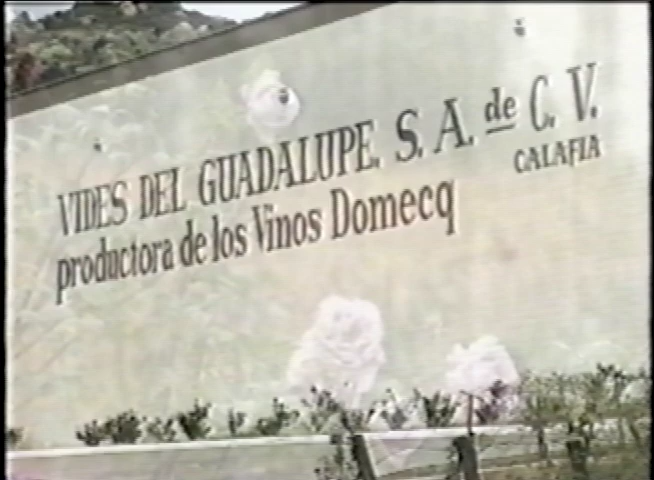 VIDES DEL GUADALUPE, S. A. de C. V.
CALAFIA
productora de los Vinos Domecq